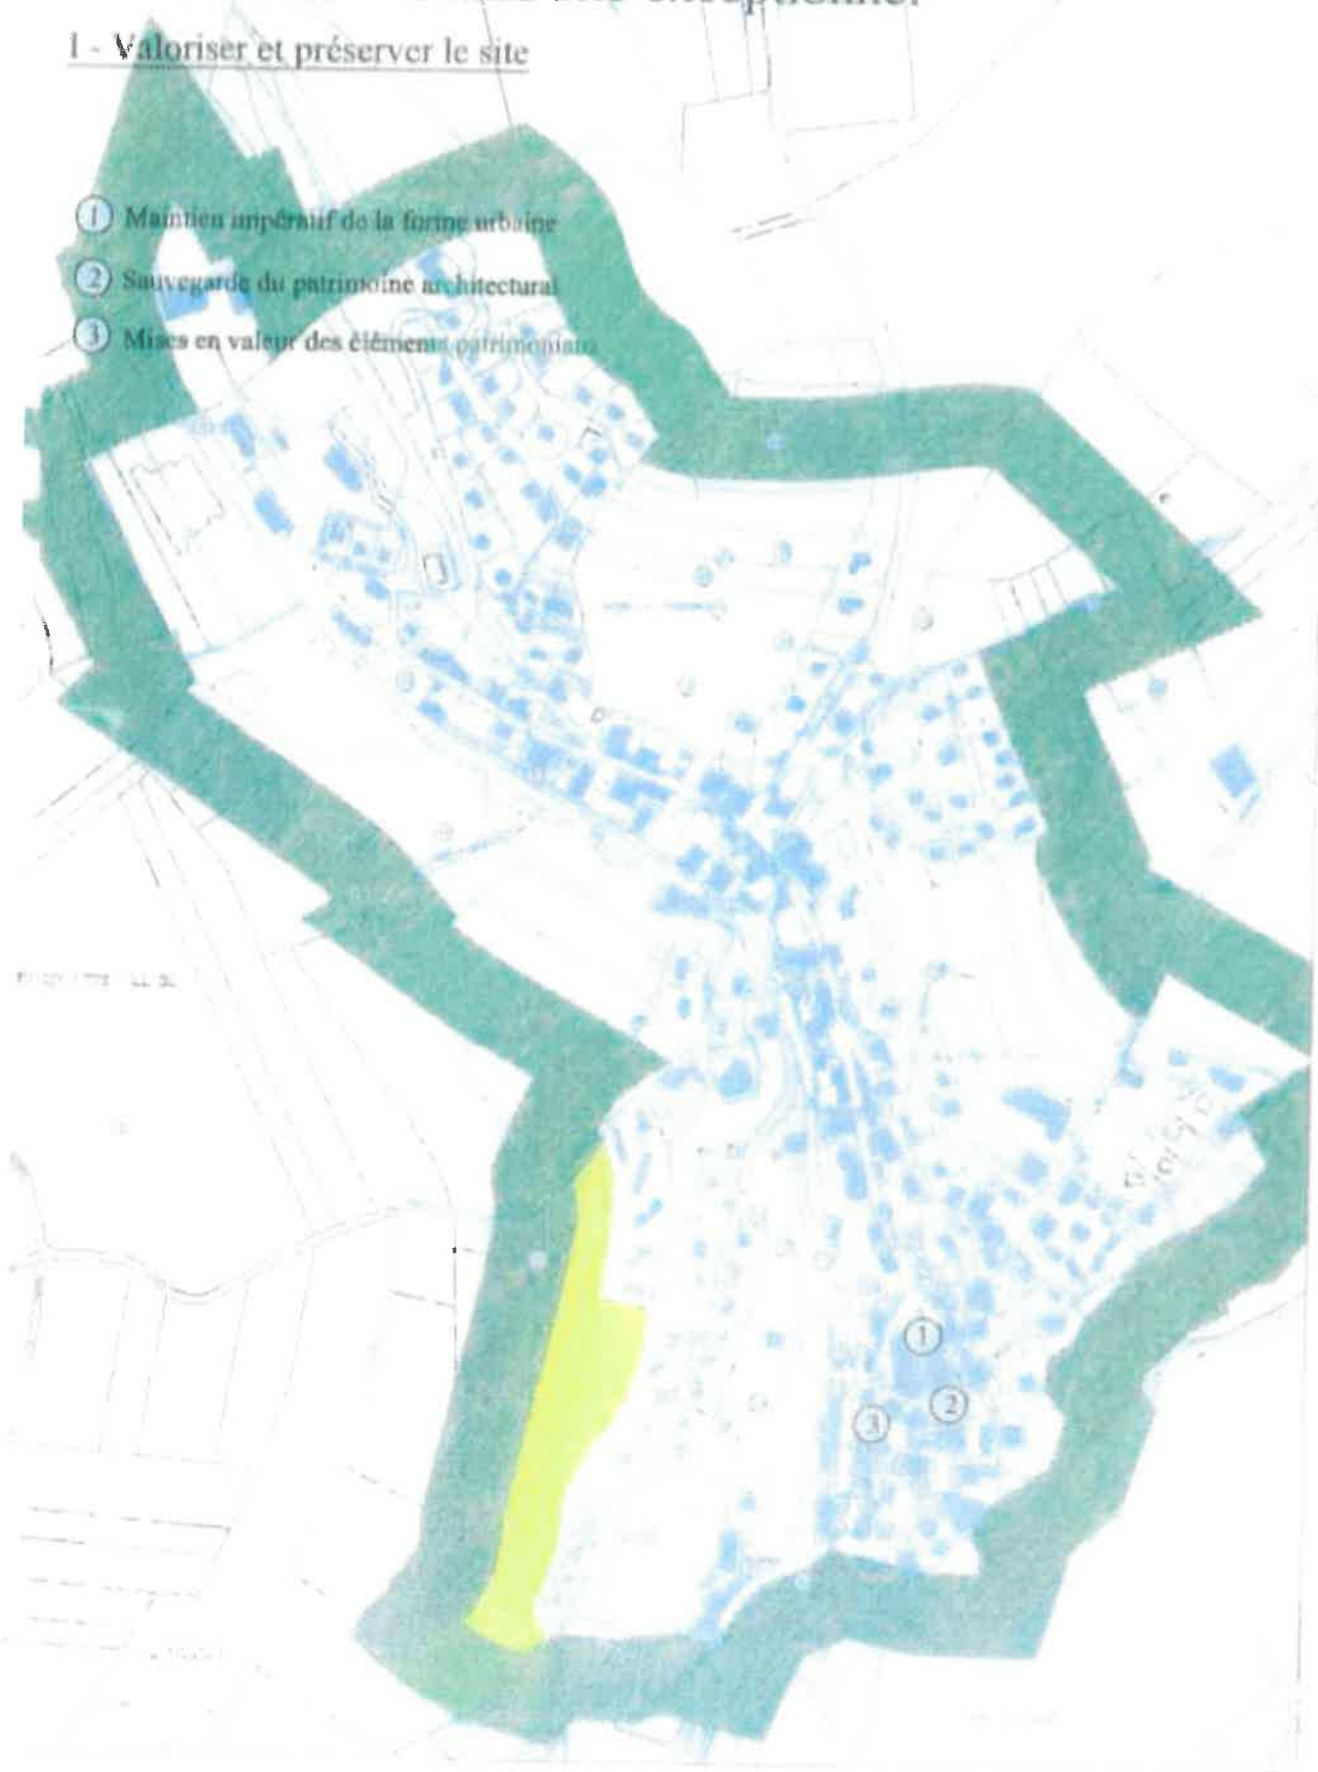 I - Valoriser et préserver le site
① Maintien impératif de la forme urbaine
② Sauvegarde du patrimoine architectural
③ Mises en valeur des éléments patrimoniaux
①
②
③